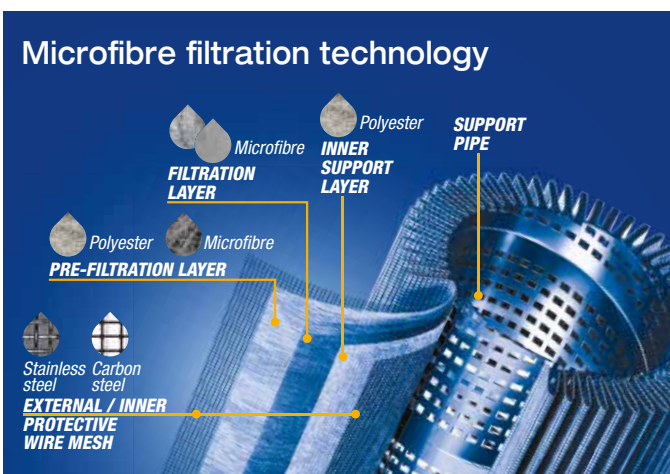 Microfibre filtration technology
Microfibre
FILTRATION
LAYER
Polyester
INNER
SUPPORT
LAYER
SUPPORT
PIPE
Polyester
Microfibre
PRE-FILTRATION LAYER
Stainless
steel
Carbon
steel
EXTERNAL / INNER
PROTECTIVE
WIRE MESH